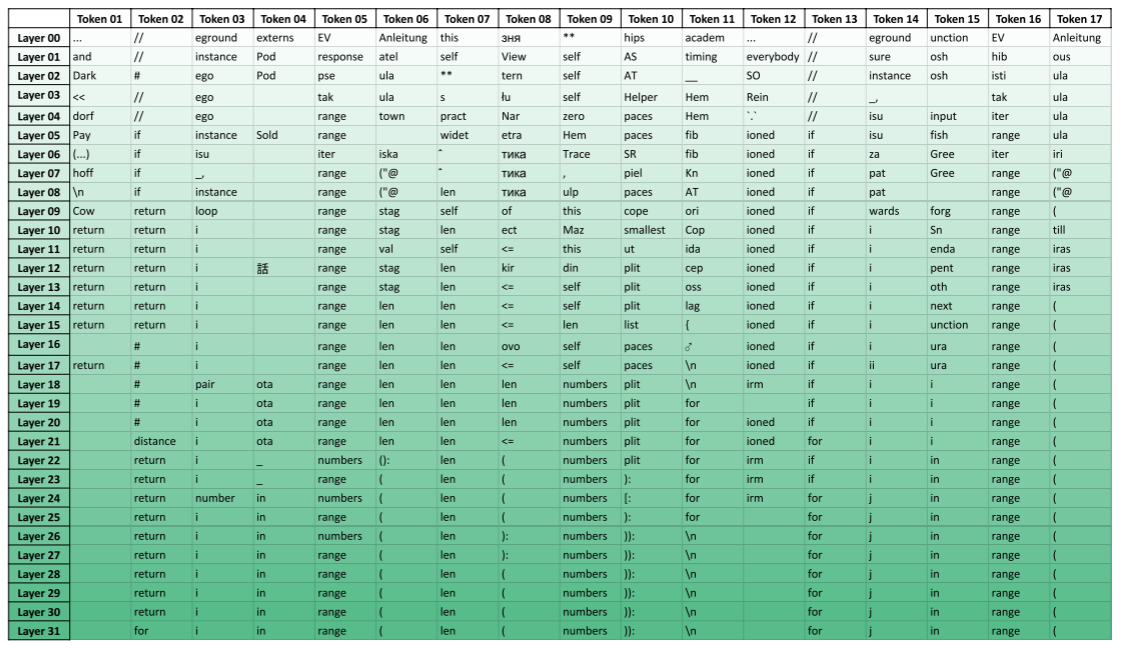 Token 01 Token 02 Token 03 Token 04 Token 05 Token 06 Token 07 Token 08 Token 09 Token 10 Token 11 Token 12 Token 13 Token 14 Token 15 Token 16 Token 17
Layer 00 ... // eground externs EV Anleitung this зня ** hips academ ... // eground unction EV Anleitung
Layer 01 and // instance Pod response atel self View self AS timing everybody // sure osh hib ous
Layer 02 Dark # ego Pod pse ula ** tern self AT __ SO // instance osh isti ula
Layer 03 << // ego tak ula s łu self Helper Hem Rein // _, tak ula
Layer 04 dorf // ego range town pract Nar zero paces Hem `.` // isu input iter ula
Layer 05 Pay if instance Sold range widet etra Hem paces fib ioned if isu fish range ula
Layer 06 (...) if isu iter iska ˆ тика Trace SR fib ioned if za Gree iter iri
Layer 07 hoff if _, range ("@ ˆ тика , piel Kn ioned if pat Gree range ("@
Layer 08 \n if instance range ("@ len тика ulp paces AT ioned if pat range ("@
Layer 09 Cow return loop range stag self of this cope ori ioned if wards forg range (
Layer 10 return return i range stag len ect Maz smallest Cop ioned if i Sn range till
Layer 11 return return i range val self <= this ut ida ioned if i enda range iras
Layer 12 return return i 話 range stag len kir din plit cep ioned if i pent range iras
Layer 13 return return i range stag len <= self plit oss ioned if i oth range iras
Layer 14 return return i range len len <= self plit lag ioned if i next range (
Layer 15 return return i range len len <= len list { ioned if i unction range (
Layer 16 # i range len len ovo self paces ♂ ioned if i ura range (
Layer 17 return # i range len len <= self paces \n ioned if ii ura range (
Layer 18 # pair ota range len len len numbers plit \n irm if i i range (
Layer 19 # i ota range len len len numbers plit for if i i range (
Layer 20 # i ota range len len len numbers plit for ioned if i i range (
Layer 21 distance i ota range len len <= numbers plit for ioned for i i range (
Layer 22 return i _ numbers (): len ( numbers plit for irm if i in range (
Layer 23 return i _ range ( len ( numbers ): for irm if i in range (
Layer 24 return number in numbers ( len ( numbers [: for irm for j in range (
Layer 25 return i in range ( len ( numbers ): for for j in range (
Layer 26 return i in numbers ( len ): numbers )): \n for j in range (
Layer 27 return i in range ( len ): numbers )): \n for j in range (
Layer 28 return i in range ( len ( numbers )): \n for j in range (
Layer 29 return i in range ( len ( numbers )): \n for j in range (
Layer 30 return i in range ( len ( numbers )): \n for j in range (
Layer 31 for i in range ( len ( numbers )): \n for j in range (